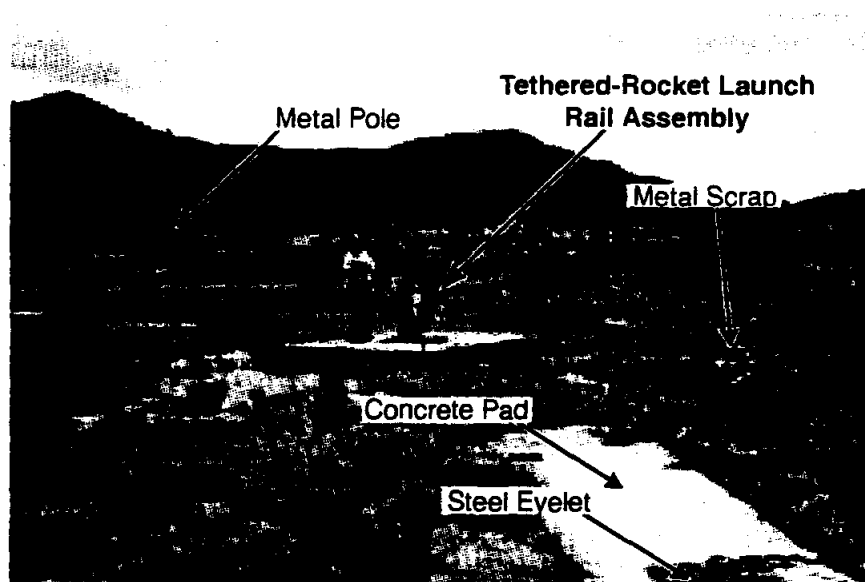 Tethered-Rocket Launch
Rail Assembly
Metal Pole
Metal Scrap
Concrete Pad
Steel Eyelet